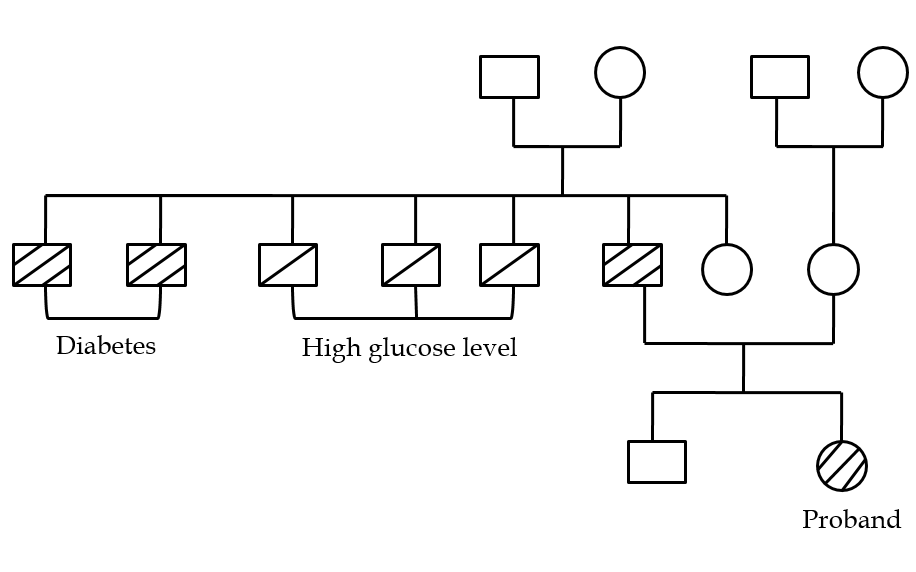 Diabetes
High glucose level
Proband